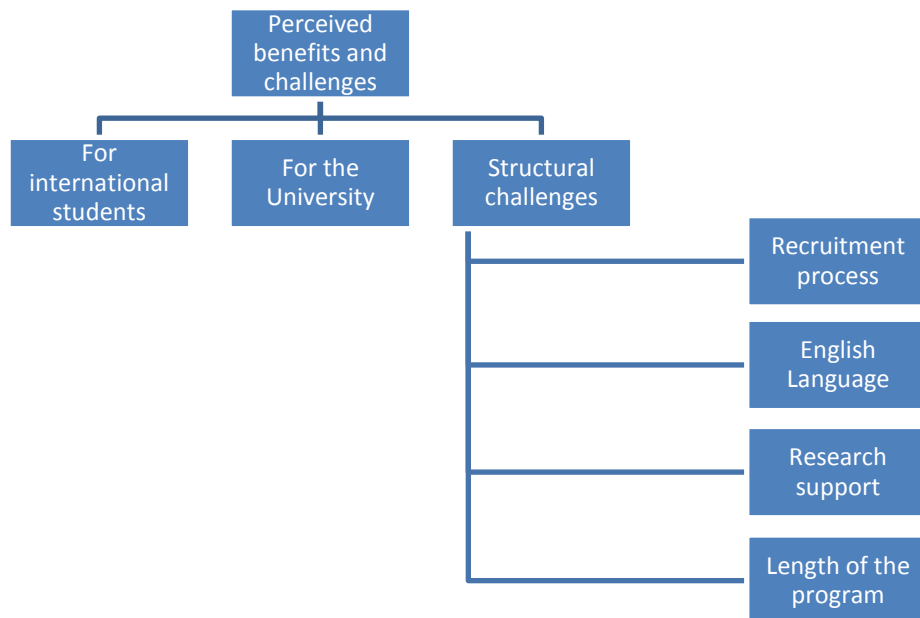 Perceived
benefits and
challenges
For
international
students
For the
University
Structural
challenges
Recruitment
process
English
Language
Research
support
Length of the
program